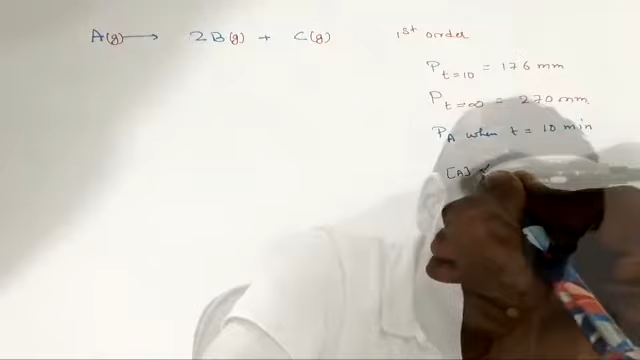 A(g) ⟶ 2B(g) + C(g) 1st order
P t=10 = 176 mm
P t=∞ = 270 mm
PA when t = 10 min
[A]